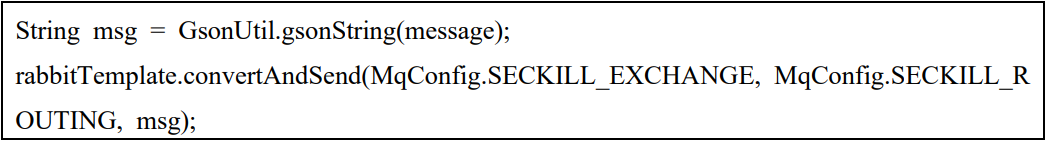 String msg = GsonUtil.gsonString(message);
rabbitTemplate.convertAndSend(MqConfig.SECKILL_EXCHANGE, MqConfig.SECKILL_R
OUTING, msg);